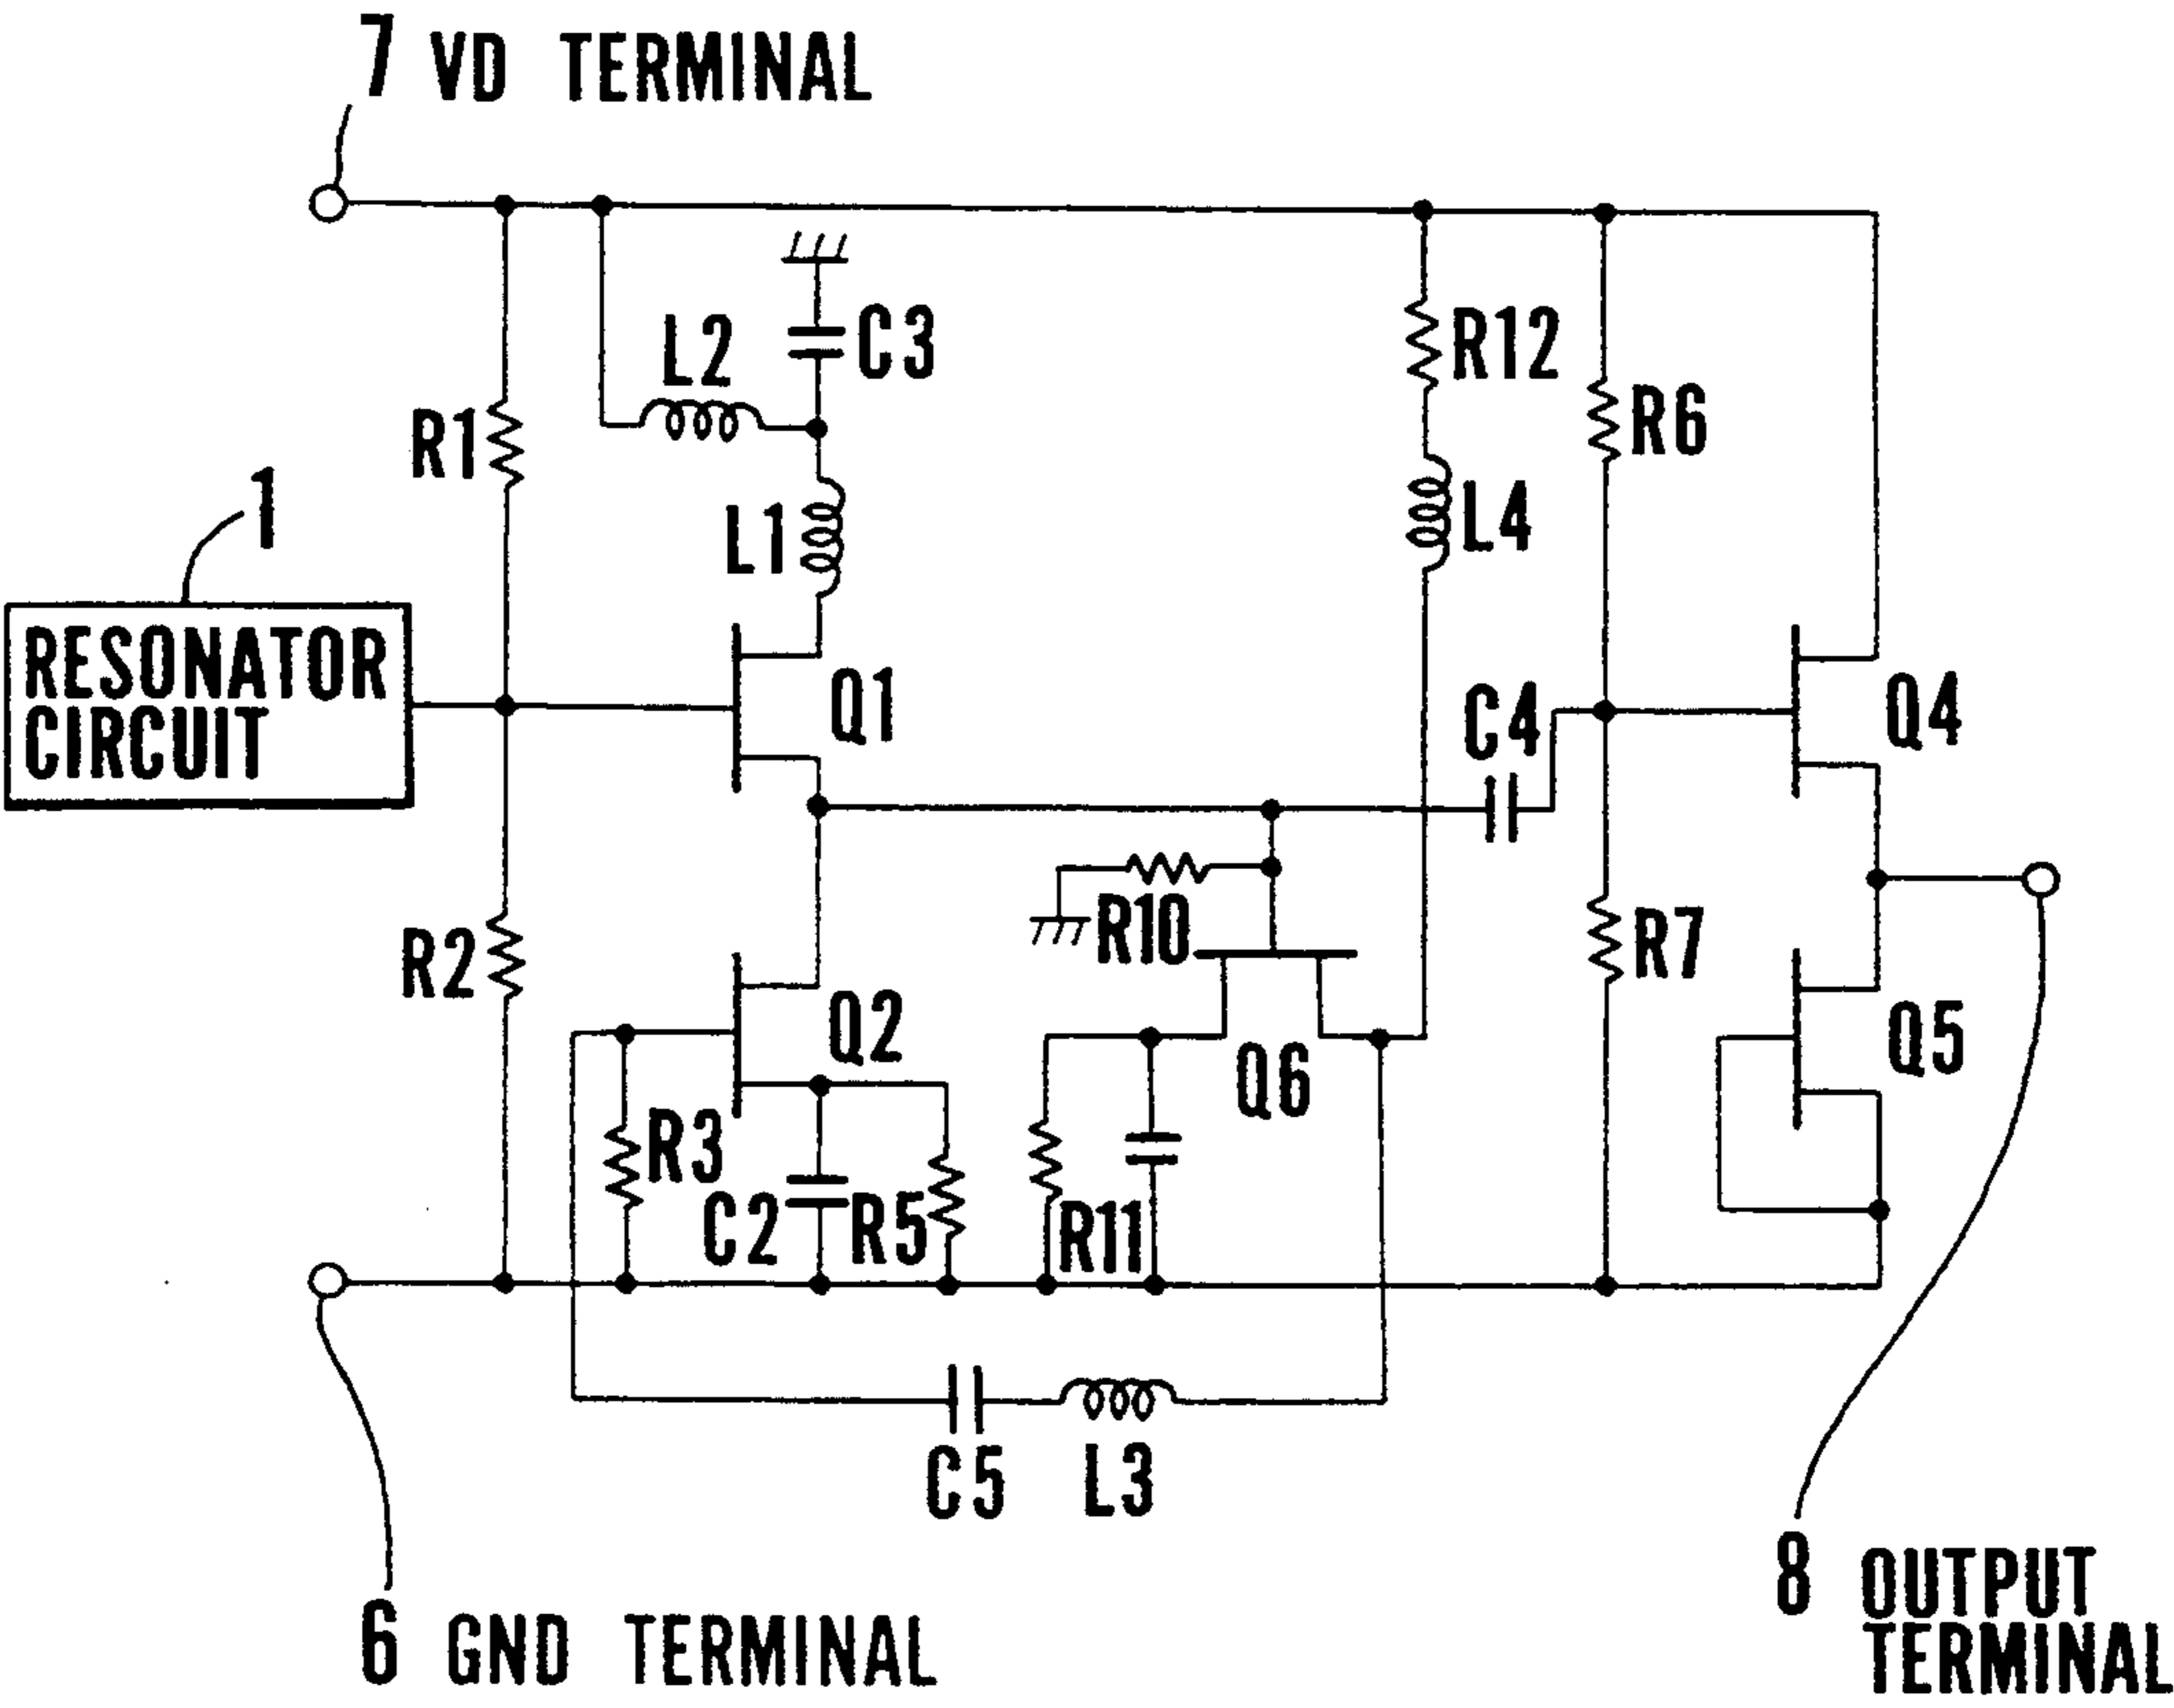 7 VD TERMINAL
L2
C3
R12
R6
R1
L1
L4
1
RESONATOR
CIRCUIT
Q1
C4
Q4
R10
R7
R2
Q2
Q6
Q5
R3
C2
R5
R11
C5
L3
6 GND TERMINAL
8 OUTPUT
TERMINAL